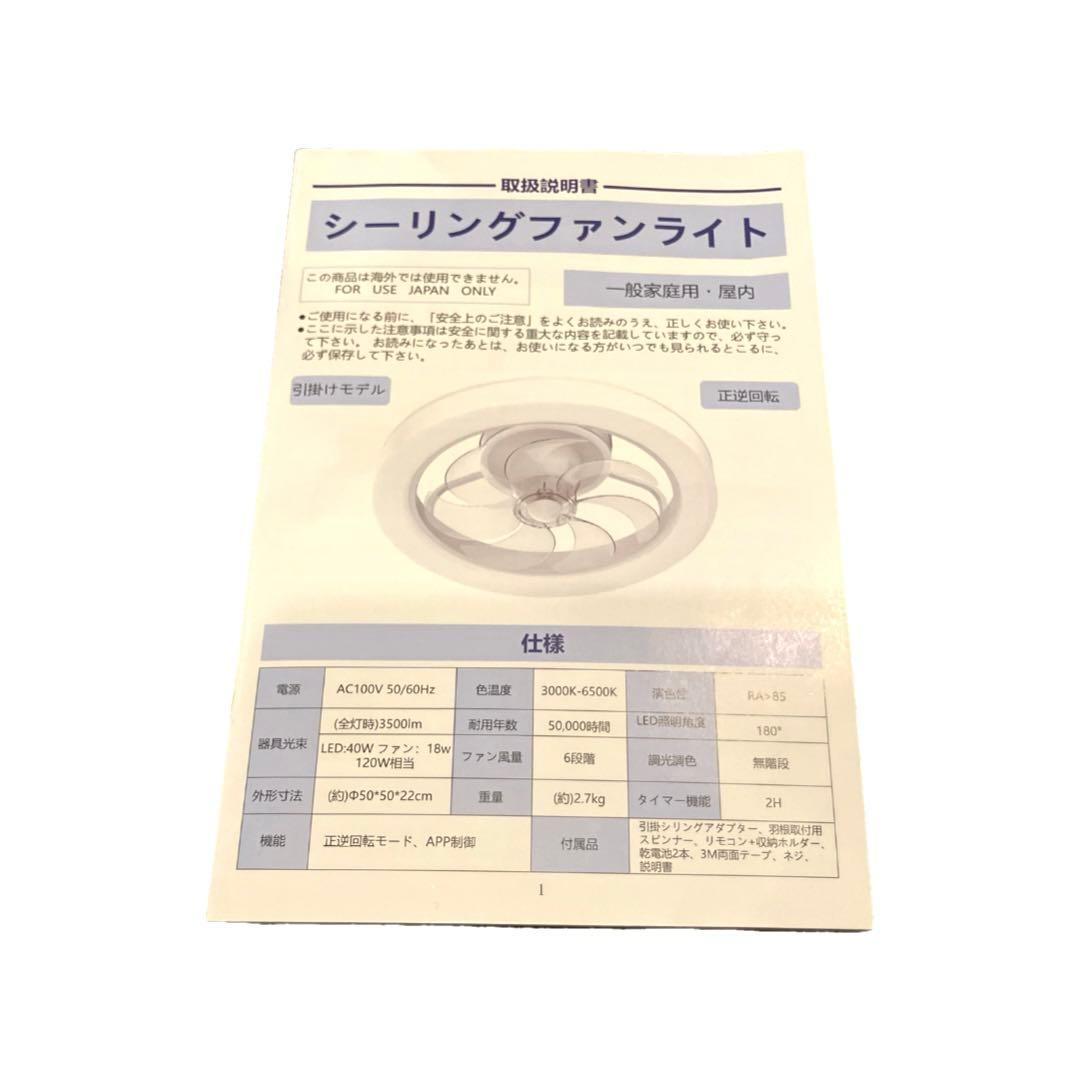 取扱説明書
シーリングファンライト
この商品は海外では使用できません。
FOR USE JAPAN ONLY
一般家庭用・屋内
●ご使用になる前に、「安全上のご注意」をよくお読みのうえ、正しくお使い下さい。
●ここに示した注意事項は安全に関する重大な内容を記載していますので、必ず守っ
て下さい。 お読みになったあとは、お使いになる方がいつでも見られるところに、
必ず保存して下さい。
引掛けモデル
正逆回転
仕様
電源 AC100V 50/60Hz 色温度 3000K-6500K 演色性 RA>85
器具光束 (全灯時)3500lm 耐用年数 50,000時間 LED照明角度 180°
LED:40W ファン：18w
120W相当 ファン風量 6段階 調光調色 無階段
外形寸法 (約)Φ50*50*22cm 重量 (約)2.7kg タイマー機能 2H
機能 正逆回転モード、APP制御 付属品
引掛シリングアダプター、羽根取付用
スピンナー、リモコン+収納ホルダー、
乾電池2本、3M両面テープ、ネジ、
説明書
1